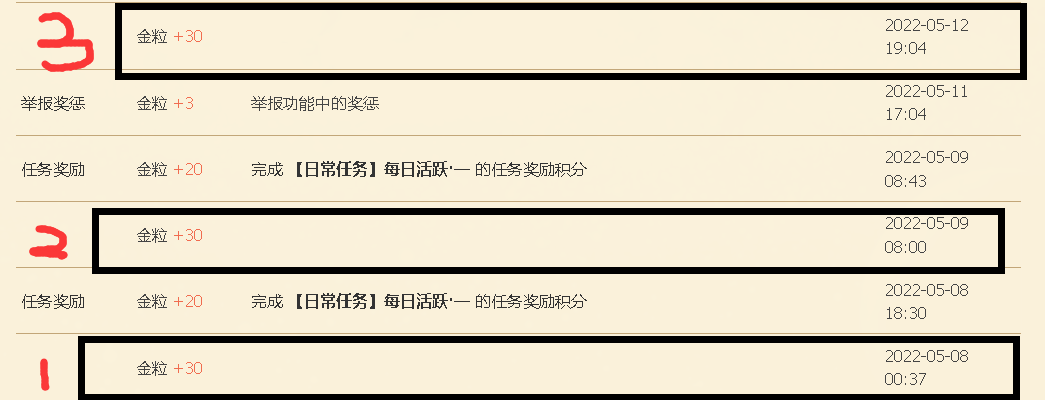 3 金粒 +30 2022-05-12
19:04
举报奖惩 金粒 +3 举报功能中的奖惩 2022-05-11
17:04
任务奖励 金粒 +20 完成 【日常任务】每日活跃·一 的任务奖励积分 2022-05-09
08:43
2 金粒 +30 2022-05-09
08:00
任务奖励 金粒 +20 完成 【日常任务】每日活跃·一 的任务奖励积分 2022-05-08
18:30
1 金粒 +30 2022-05-08
00:37